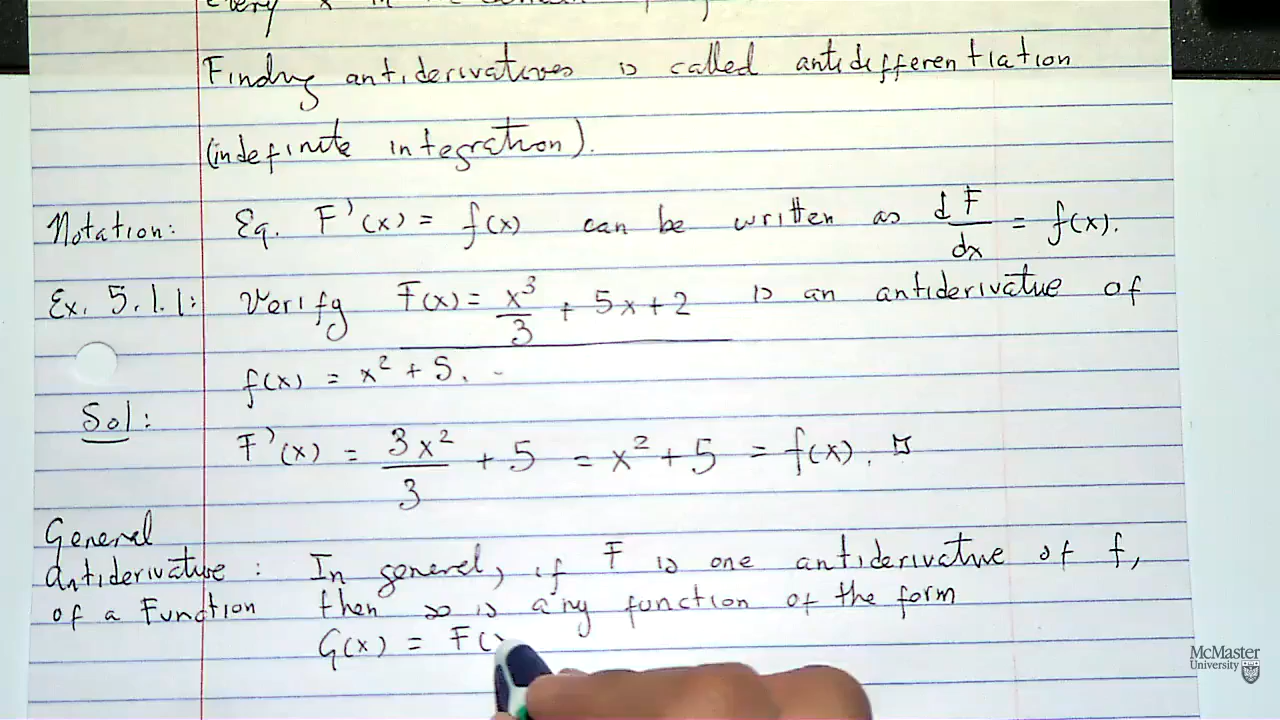 every x in
Finding antiderivatives is called antidifferentiation
(indefinite integration).
Notation: Eq. F'(x) = f(x) can be written as dF/dx = f(x).
Ex. 5.1.1: Verify F(x) = x³/3 + 5x + 2 is an antiderivative of
f(x) = x² + 5.
Sol:
F'(x) = 3x²/3 + 5 = x² + 5 = f(x).
General
Antiderivative : In general, if F is one antiderivative of f,
of a Function then so is any function of the form
G(x) = F(
McMaster
University